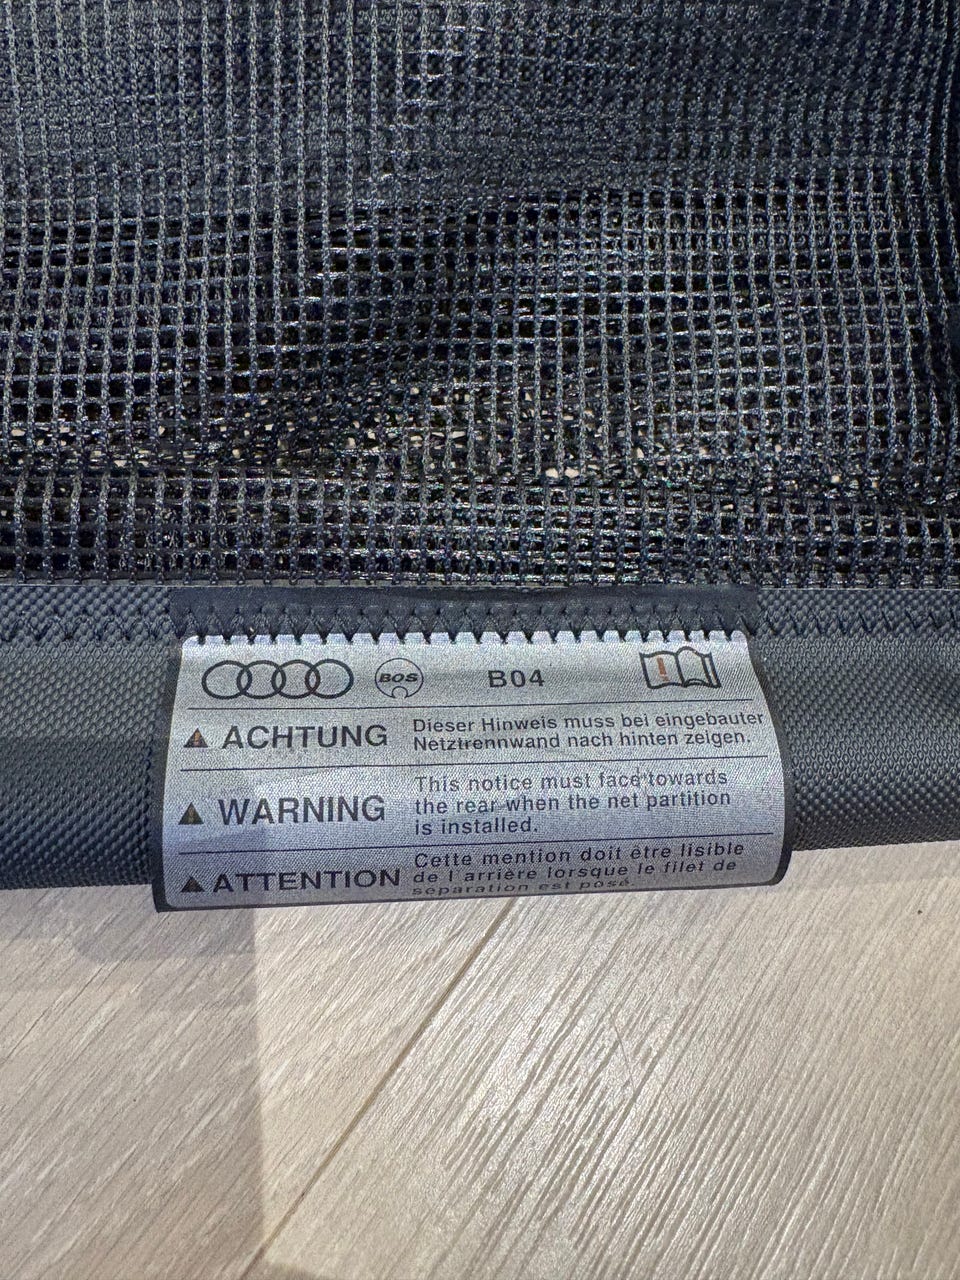 BOS B04
ACHTUNG
Dieser Hinweis muss bei eingebauter
Netztrennwand nach hinten zeigen.
WARNING
This notice must face towards
the rear when the net partition
is installed.
ATTENTION
Cette mention doit être lisible
de l'arrière lorsque le filet de
séparation est posé.